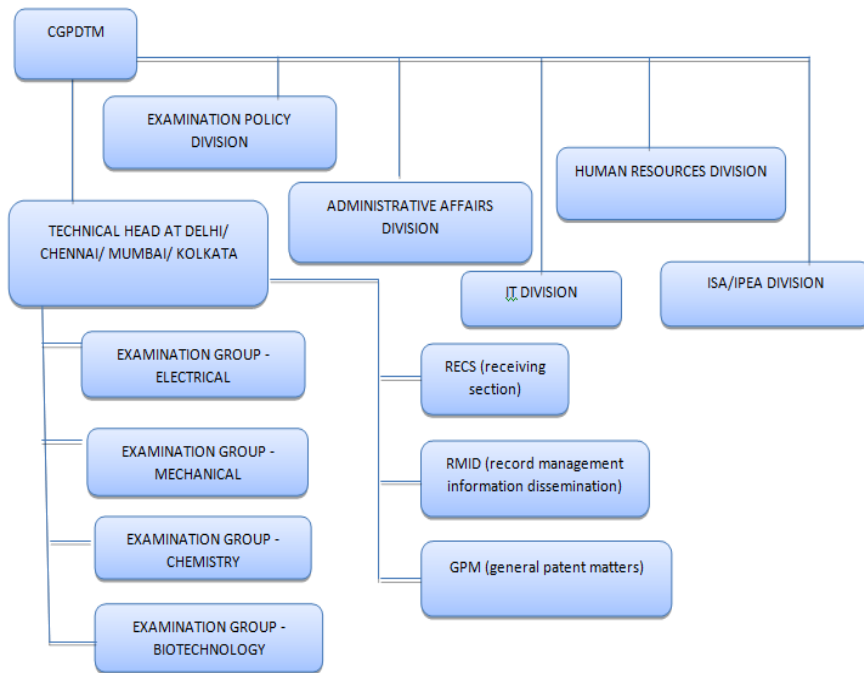 CGPDTM
EXAMINATION POLICY
DIVISION
HUMAN RESOURCES DIVISION
ADMINISTRATIVE AFFAIRS
DIVISION
TECHNICAL HEAD AT DELHI/
CHENNAI/ MUMBAI/ KOLKATA
IT DIVISION
ISA/IPEA DIVISION
EXAMINATION GROUP -
ELECTRICAL
EXAMINATION GROUP -
MECHANICAL
EXAMINATION GROUP -
CHEMISTRY
EXAMINATION GROUP -
BIOTECHNOLOGY
RECS (receiving
section)
RMID (record management
information dissemination)
GPM (general patent matters)